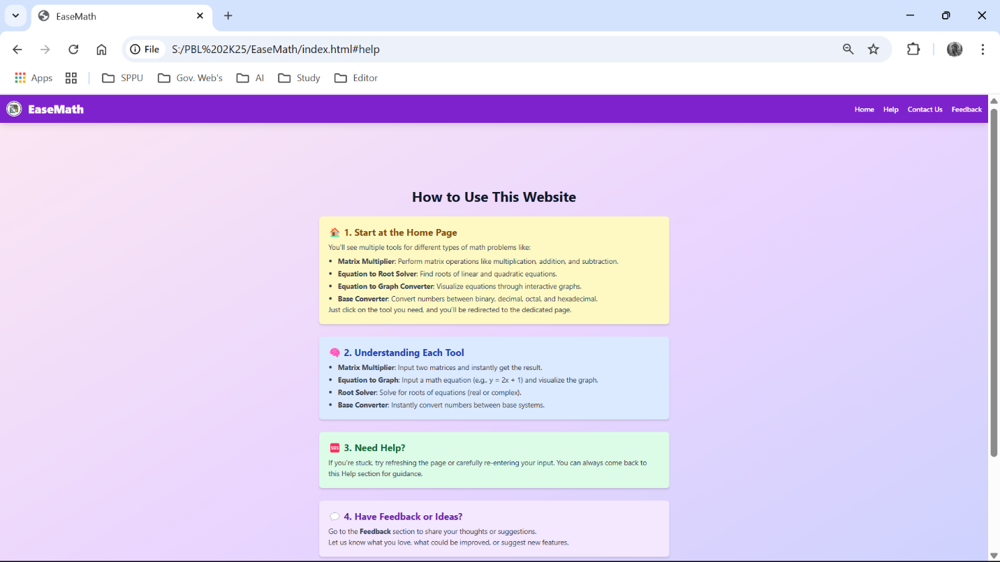 EaseMath
File S:/PBL%202K25/EaseMath/index.html#help
Apps SPPU Gov. Web's AI Study Editor
EaseMath Home Help Contact Us Feedback
How to Use This Website
1. Start at the Home Page
You'll see multiple tools for different types of math problems like:
• Matrix Multiplier: Perform matrix operations like multiplication, addition, and subtraction.
• Equation to Root Solver: Find roots of linear and quadratic equations.
• Equation to Graph Converter: Visualize equations through interactive graphs.
• Base Converter: Convert numbers between binary, decimal, octal, and hexadecimal.
Just click on the tool you need, and you'll be redirected to the dedicated page.
2. Understanding Each Tool
• Matrix Multiplier: Input two matrices and instantly get the result.
• Equation to Graph: Input a math equation (e.g., y = 2x + 1) and visualize the graph.
• Root Solver: Solve for roots of equations (real or complex).
• Base Converter: Instantly convert numbers between base systems.
SOS 3. Need Help?
If you're stuck, try refreshing the page or carefully re-entering your input. You can always come back to
this Help section for guidance.
4. Have Feedback or Ideas?
Go to the Feedback section to share your thoughts or suggestions.
Let us know what you love, what could be improved, or suggest new features.